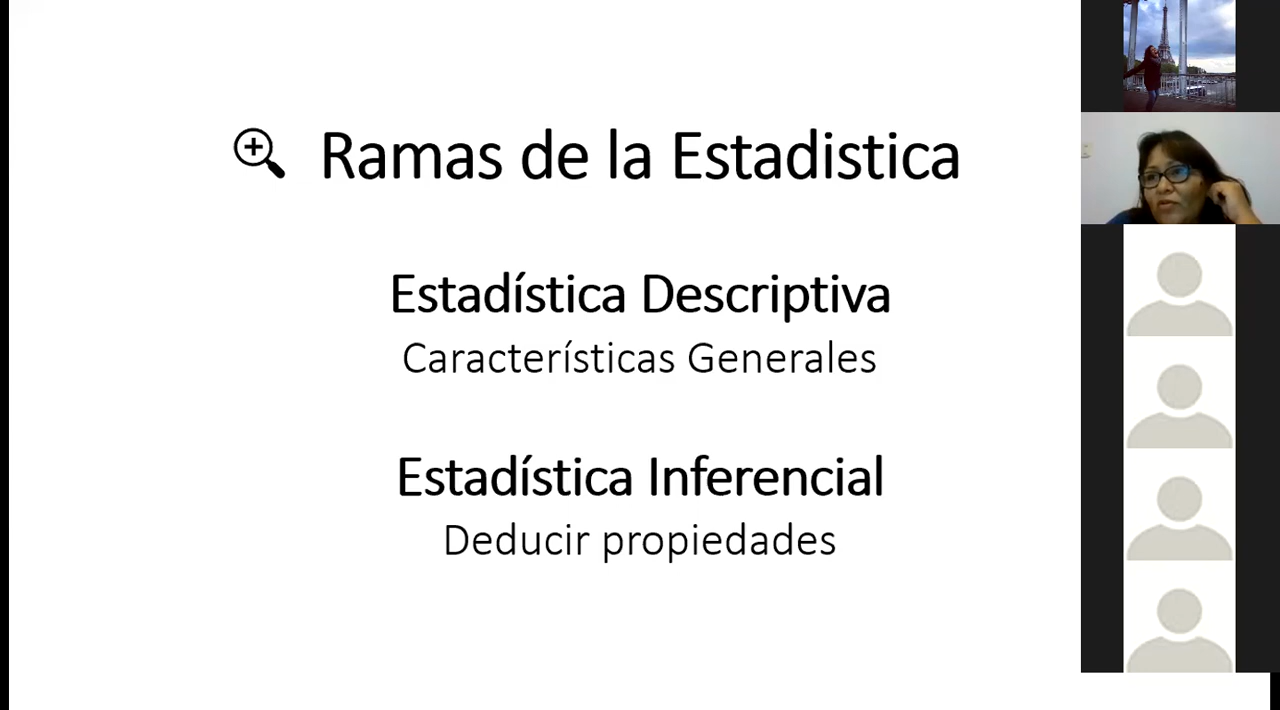 Ramas de la Estadistica
Estadística Descriptiva
Características Generales
Estadística Inferencial
Deducir propiedades